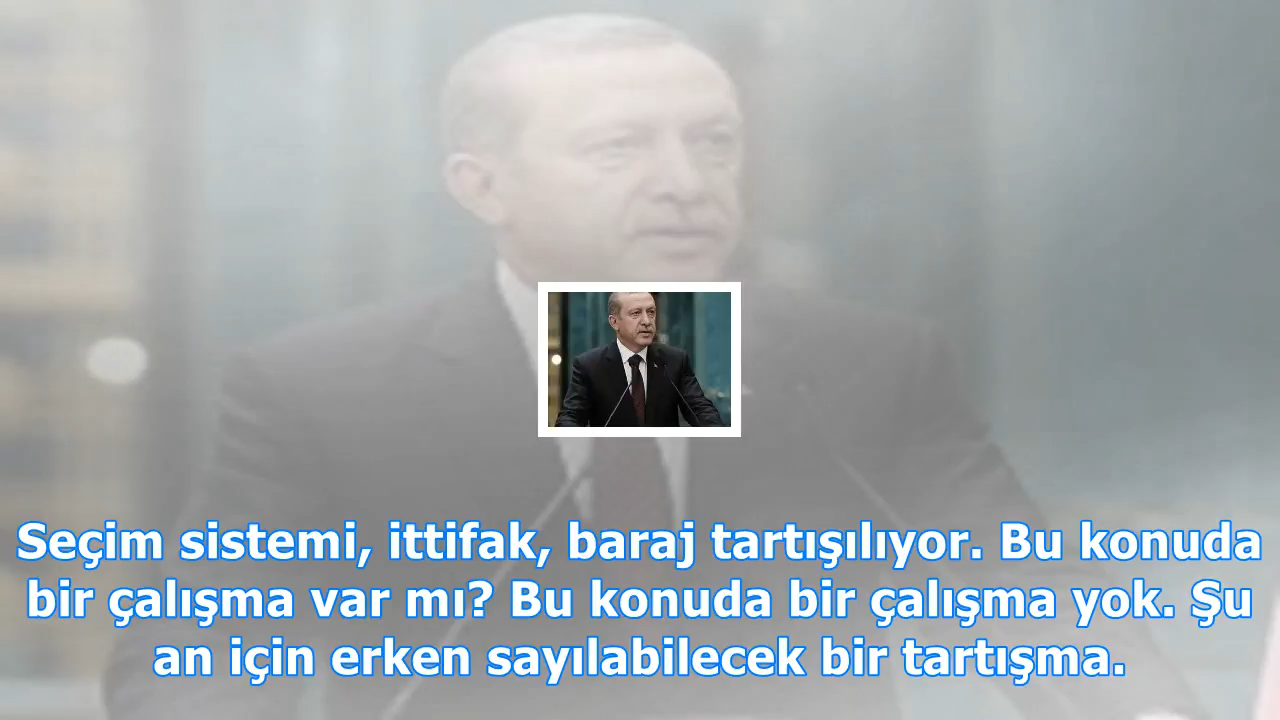 Seçim sistemi, ittifak, baraj tartışılıyor. Bu konuda
bir çalışma var mı? Bu konuda bir çalışma yok. Şu
an için erken sayılabilecek bir tartışma.